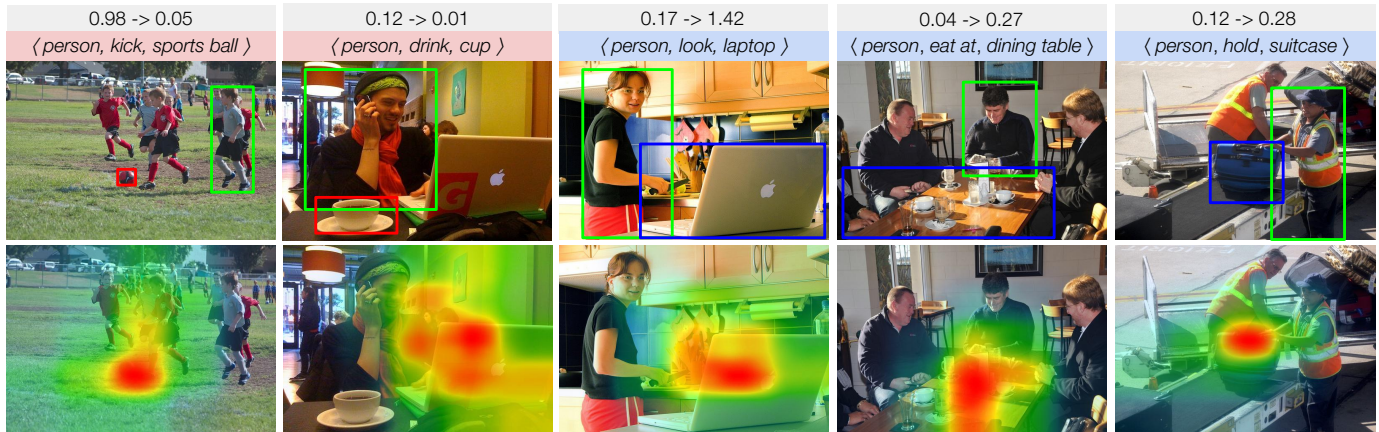 0.98 -> 0.05
⟨ person, kick, sports ball ⟩
0.12 -> 0.01
⟨ person, drink, cup ⟩
0.17 -> 1.42
⟨ person, look, laptop ⟩
0.04 -> 0.27
⟨ person, eat at, dining table ⟩
0.12 -> 0.28
⟨ person, hold, suitcase ⟩
G